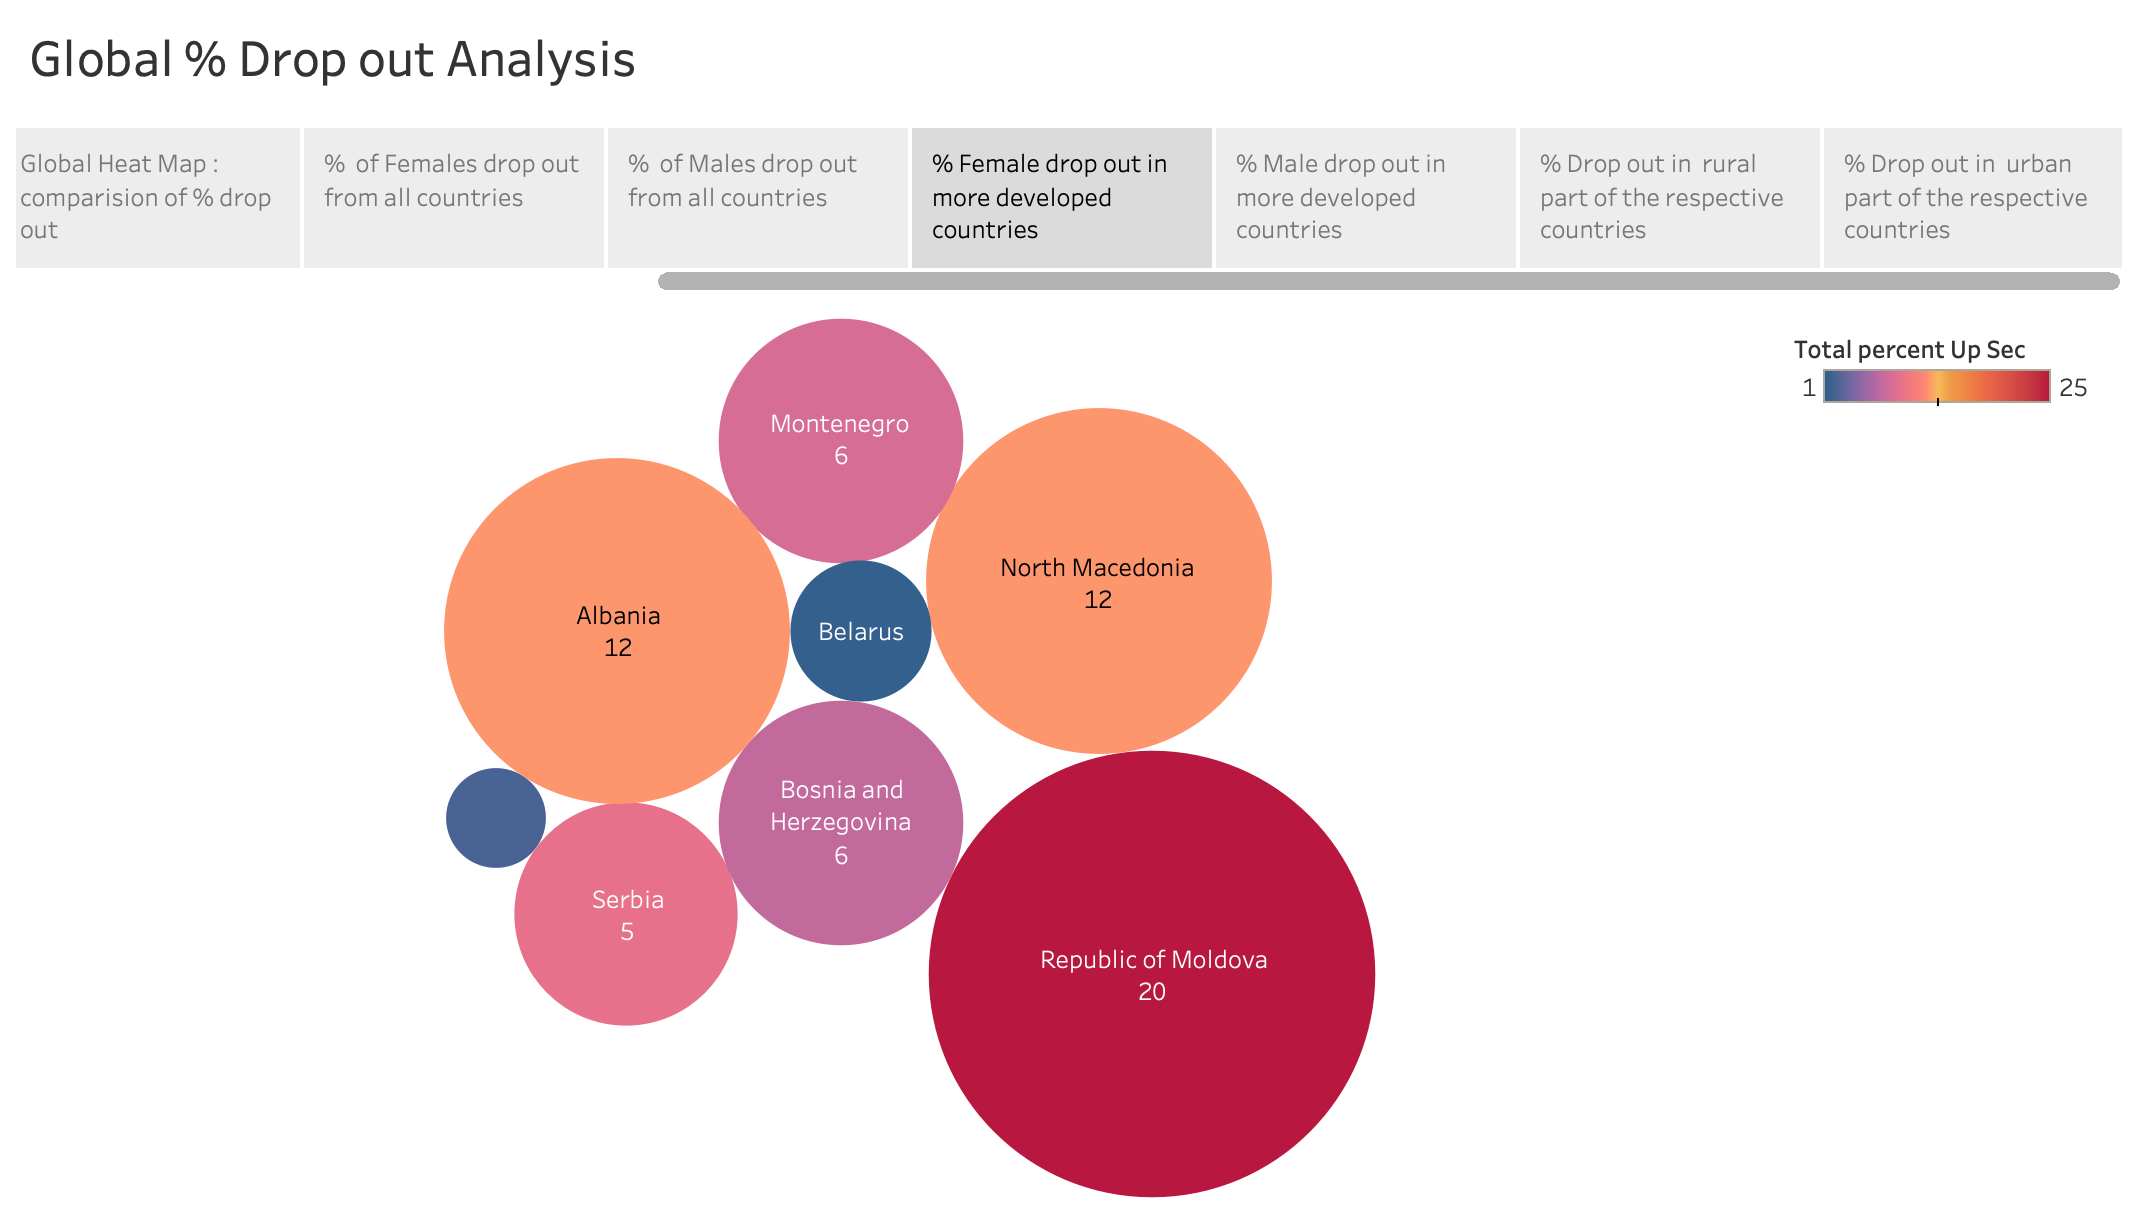 Global % Drop out Analysis
Global Heat Map :
comparision of % drop
out
% of Females drop out
from all countries
% of Males drop out
from all countries
% Female drop out in
more developed
countries
% Male drop out in
more developed
countries
% Drop out in rural
part of the respective
countries
% Drop out in urban
part of the respective
countries
Total percent Up Sec
1
25
Montenegro
6
North Macedonia
12
Albania
12
Belarus
Bosnia and
Herzegovina
6
Serbia
5
Republic of Moldova
20